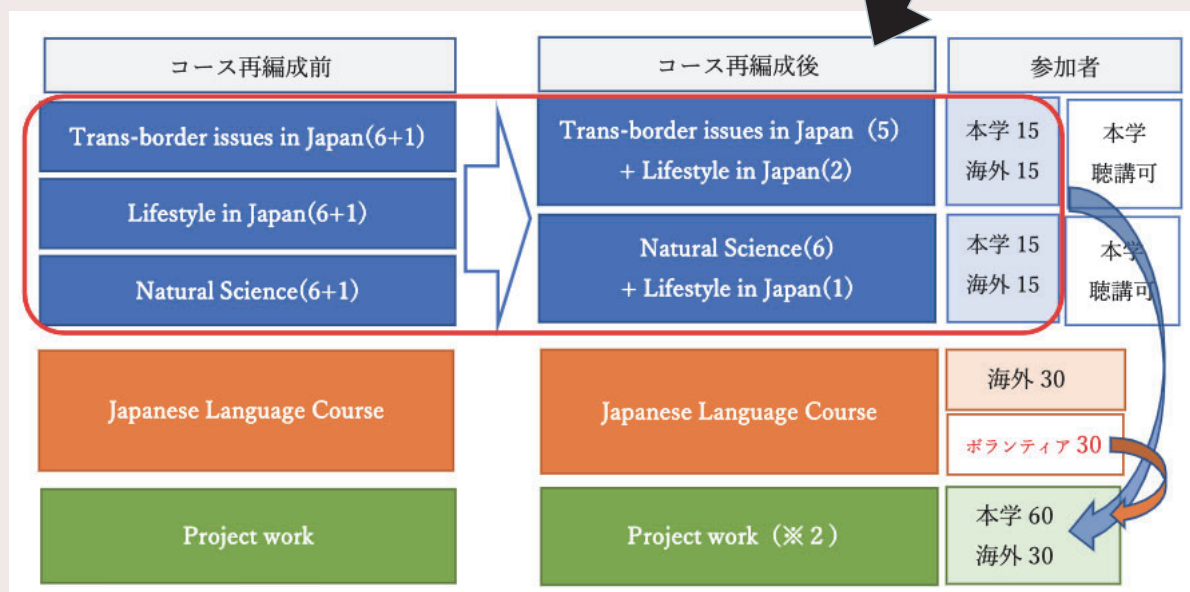 コース再編成前
コース再編成後
参加者
Trans-border issues in Japan(6+1)
Lifestyle in Japan(6+1)
Natural Science(6+1)
Trans-border issues in Japan（5）
+ Lifestyle in Japan(2)
本学 15
海外 15
本学
聴講可
Natural Science(6)
+ Lifestyle in Japan(1)
本学 15
海外 15
本学
聴講可
Japanese Language Course
Japanese Language Course
海外 30
ボランティア 30
Project work
Project work（※２）
本学 60
海外 30